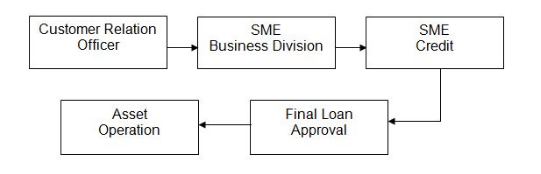 Customer Relation
Officer
SME
Business Division
SME
Credit
Final Loan
Approval
Asset
Operation